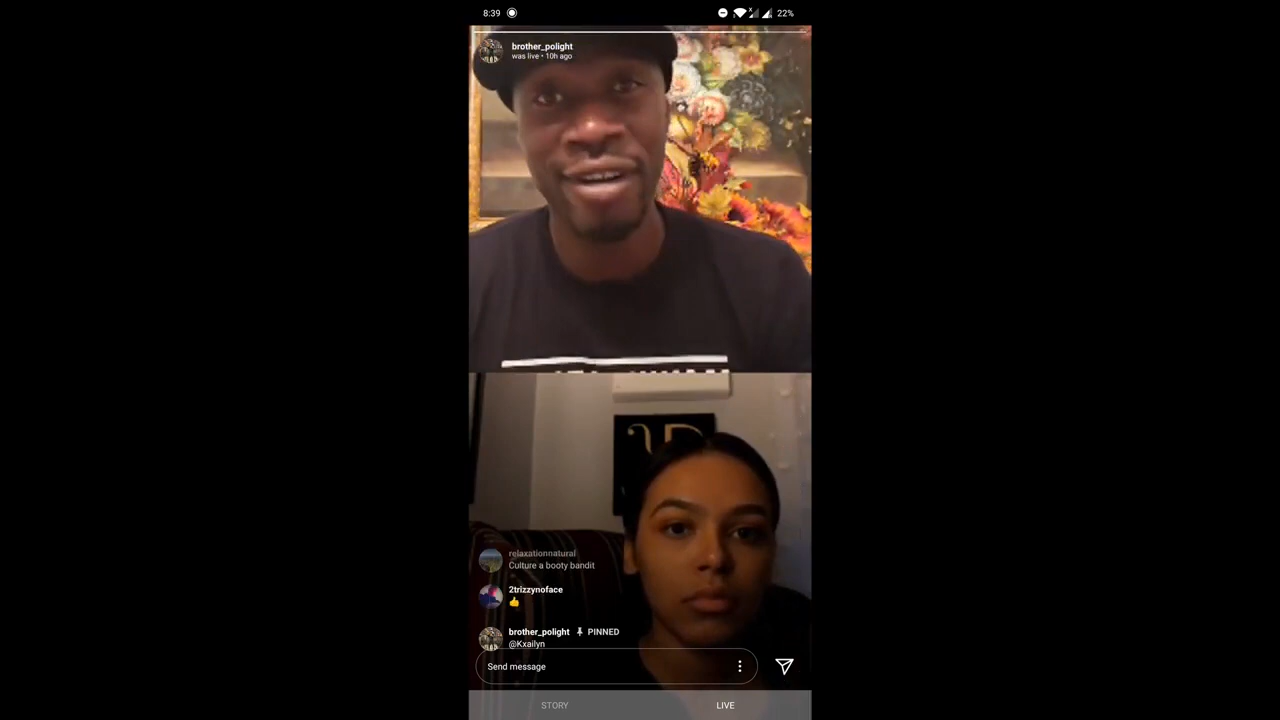 8:39
22%
brother_polight
was live • 10h ago
relaxationnatural
Culture a booty bandit
2trizzynoface
👍
brother_polight PINNED
@Kxailyn
Send message
STORY
LIVE